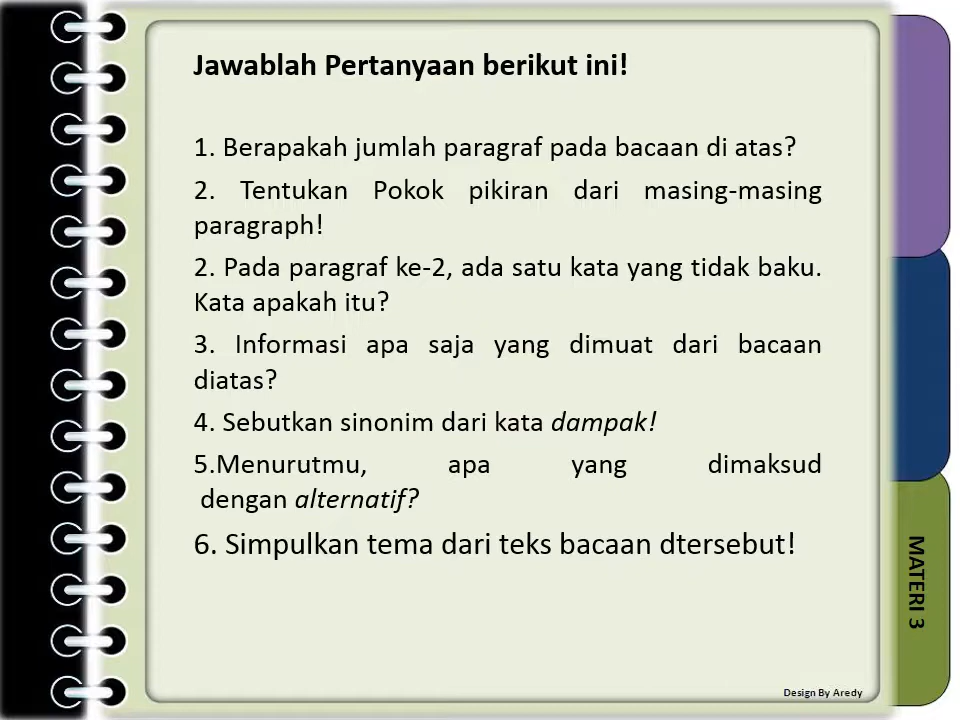 Jawablah Pertanyaan berikut ini!
1. Berapakah jumlah paragraf pada bacaan di atas?
2. Tentukan Pokok pikiran dari masing-masing
paragraph!
2. Pada paragraf ke-2, ada satu kata yang tidak baku.
Kata apakah itu?
3. Informasi apa saja yang dimuat dari bacaan
diatas?
4. Sebutkan sinonim dari kata dampak!
5.Menurutmu, apa yang dimaksud
dengan alternatif?
6. Simpulkan tema dari teks bacaan dtersebut!
MATERI 3
Design By Aredy